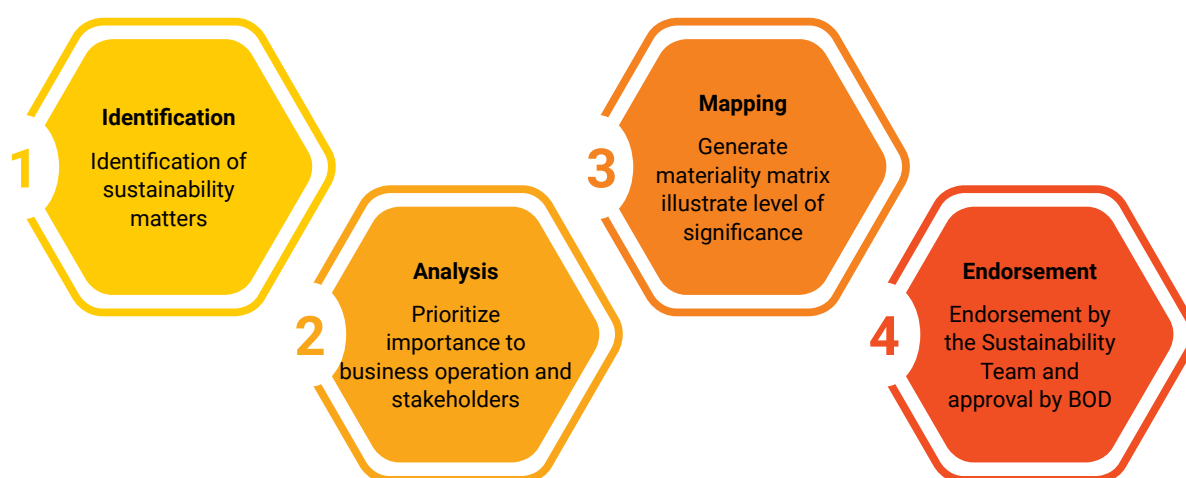 1
Identification
Identification of
sustainability
matters
2
Analysis
Prioritize
importance to
business operation and
stakeholders
3
Mapping
Generate
materiality matrix
illustrate level of
significance
4
Endorsement
Endorsement by
the Sustainability
Team and
approval by BOD